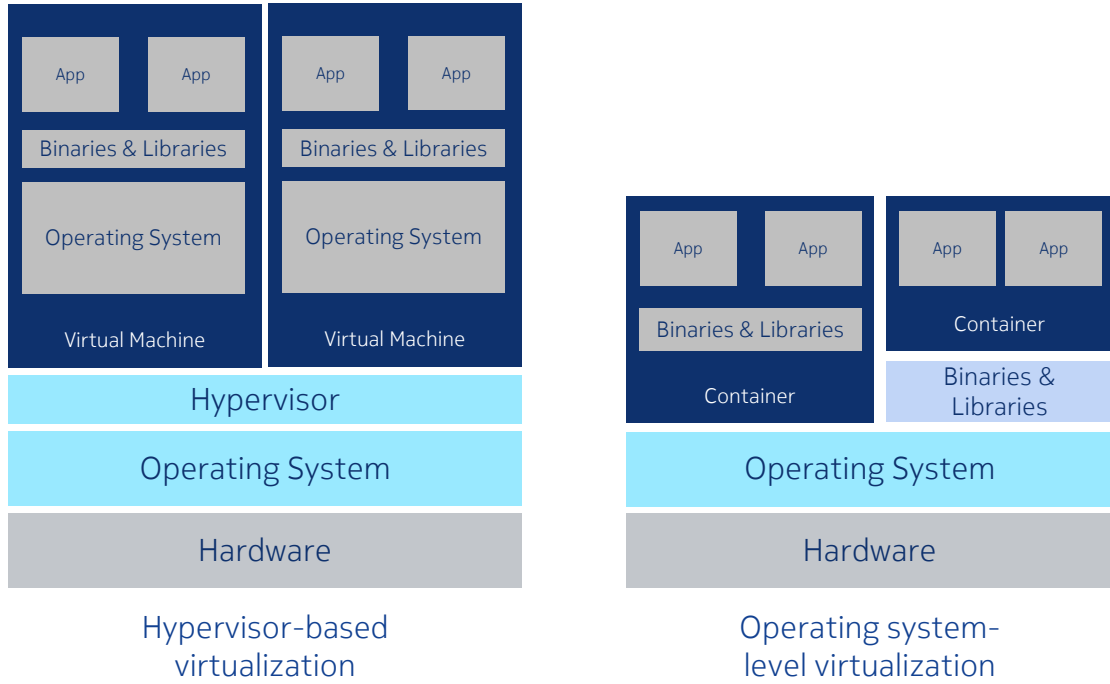 App
App
Binaries & Libraries
Operating System
Virtual Machine
App
App
Binaries & Libraries
Operating System
Virtual Machine
Hypervisor
Operating System
Hardware
Hypervisor-based
virtualization
App
App
Binaries & Libraries
Container
App
App
Container
Binaries &
Libraries
Operating System
Hardware
Operating system-
level virtualization